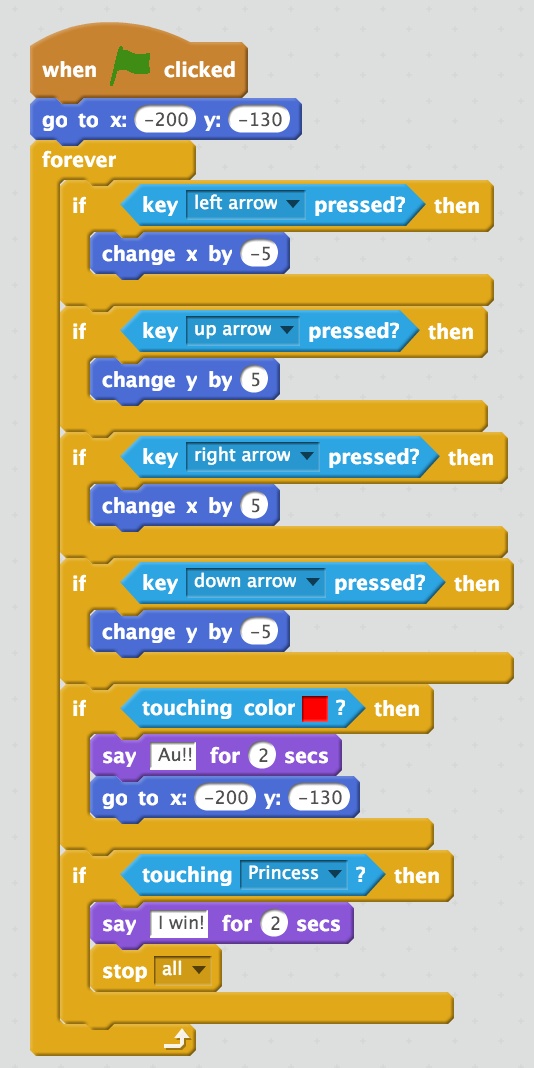 when clicked
go to x: -200 y: -130
forever
if key left arrow pressed? then
change x by -5
if key up arrow pressed? then
change y by 5
if key right arrow pressed? then
change x by 5
if key down arrow pressed? then
change y by -5
if touching color ? then
say Au!! for 2 secs
go to x: -200 y: -130
if touching Princess ? then
say I win! for 2 secs
stop all